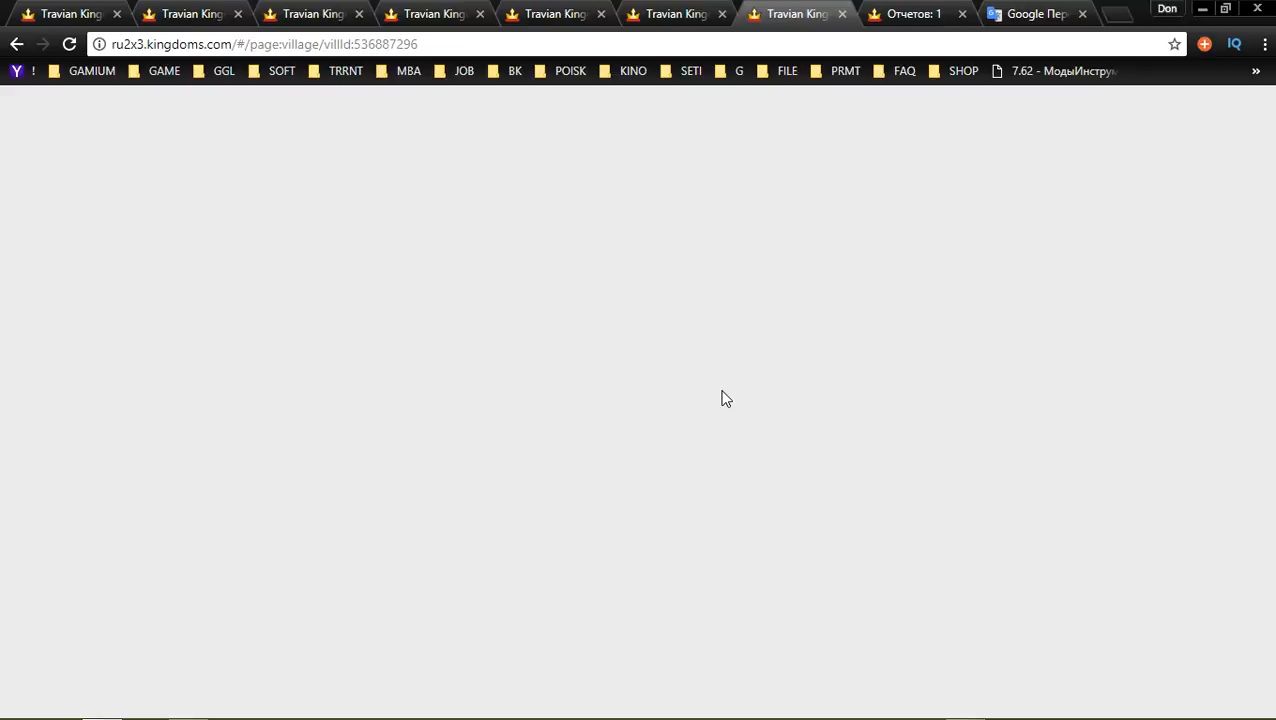 Travian King Travian King Travian King Travian King Travian King Travian King Travian King Отчетов: 1 Google Пер Don
ru2x3.kingdoms.com/#/page:village/villId:536887296 IQ
Y ! GAMIUM GAME GGL SOFT TRRNT MBA JOB BK POISK KINO SETI G FILE PRMT FAQ SHOP 7.62 - МодыИнструм »